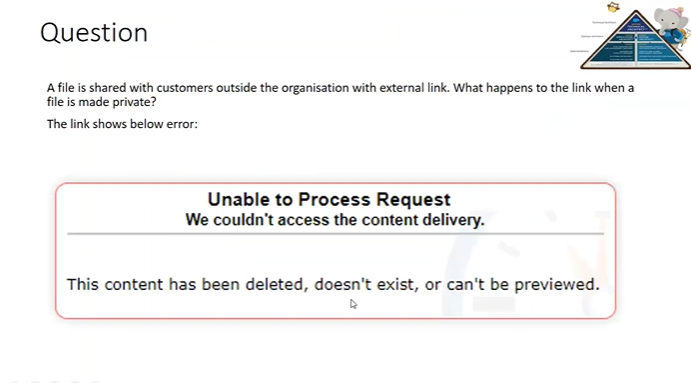 Question
A file is shared with customers outside the organisation with external link. What happens to the link when a
file is made private?
The link shows below error:
Unable to Process Request
We couldn't access the content delivery.
This content has been deleted, doesn't exist, or can't be previewed.